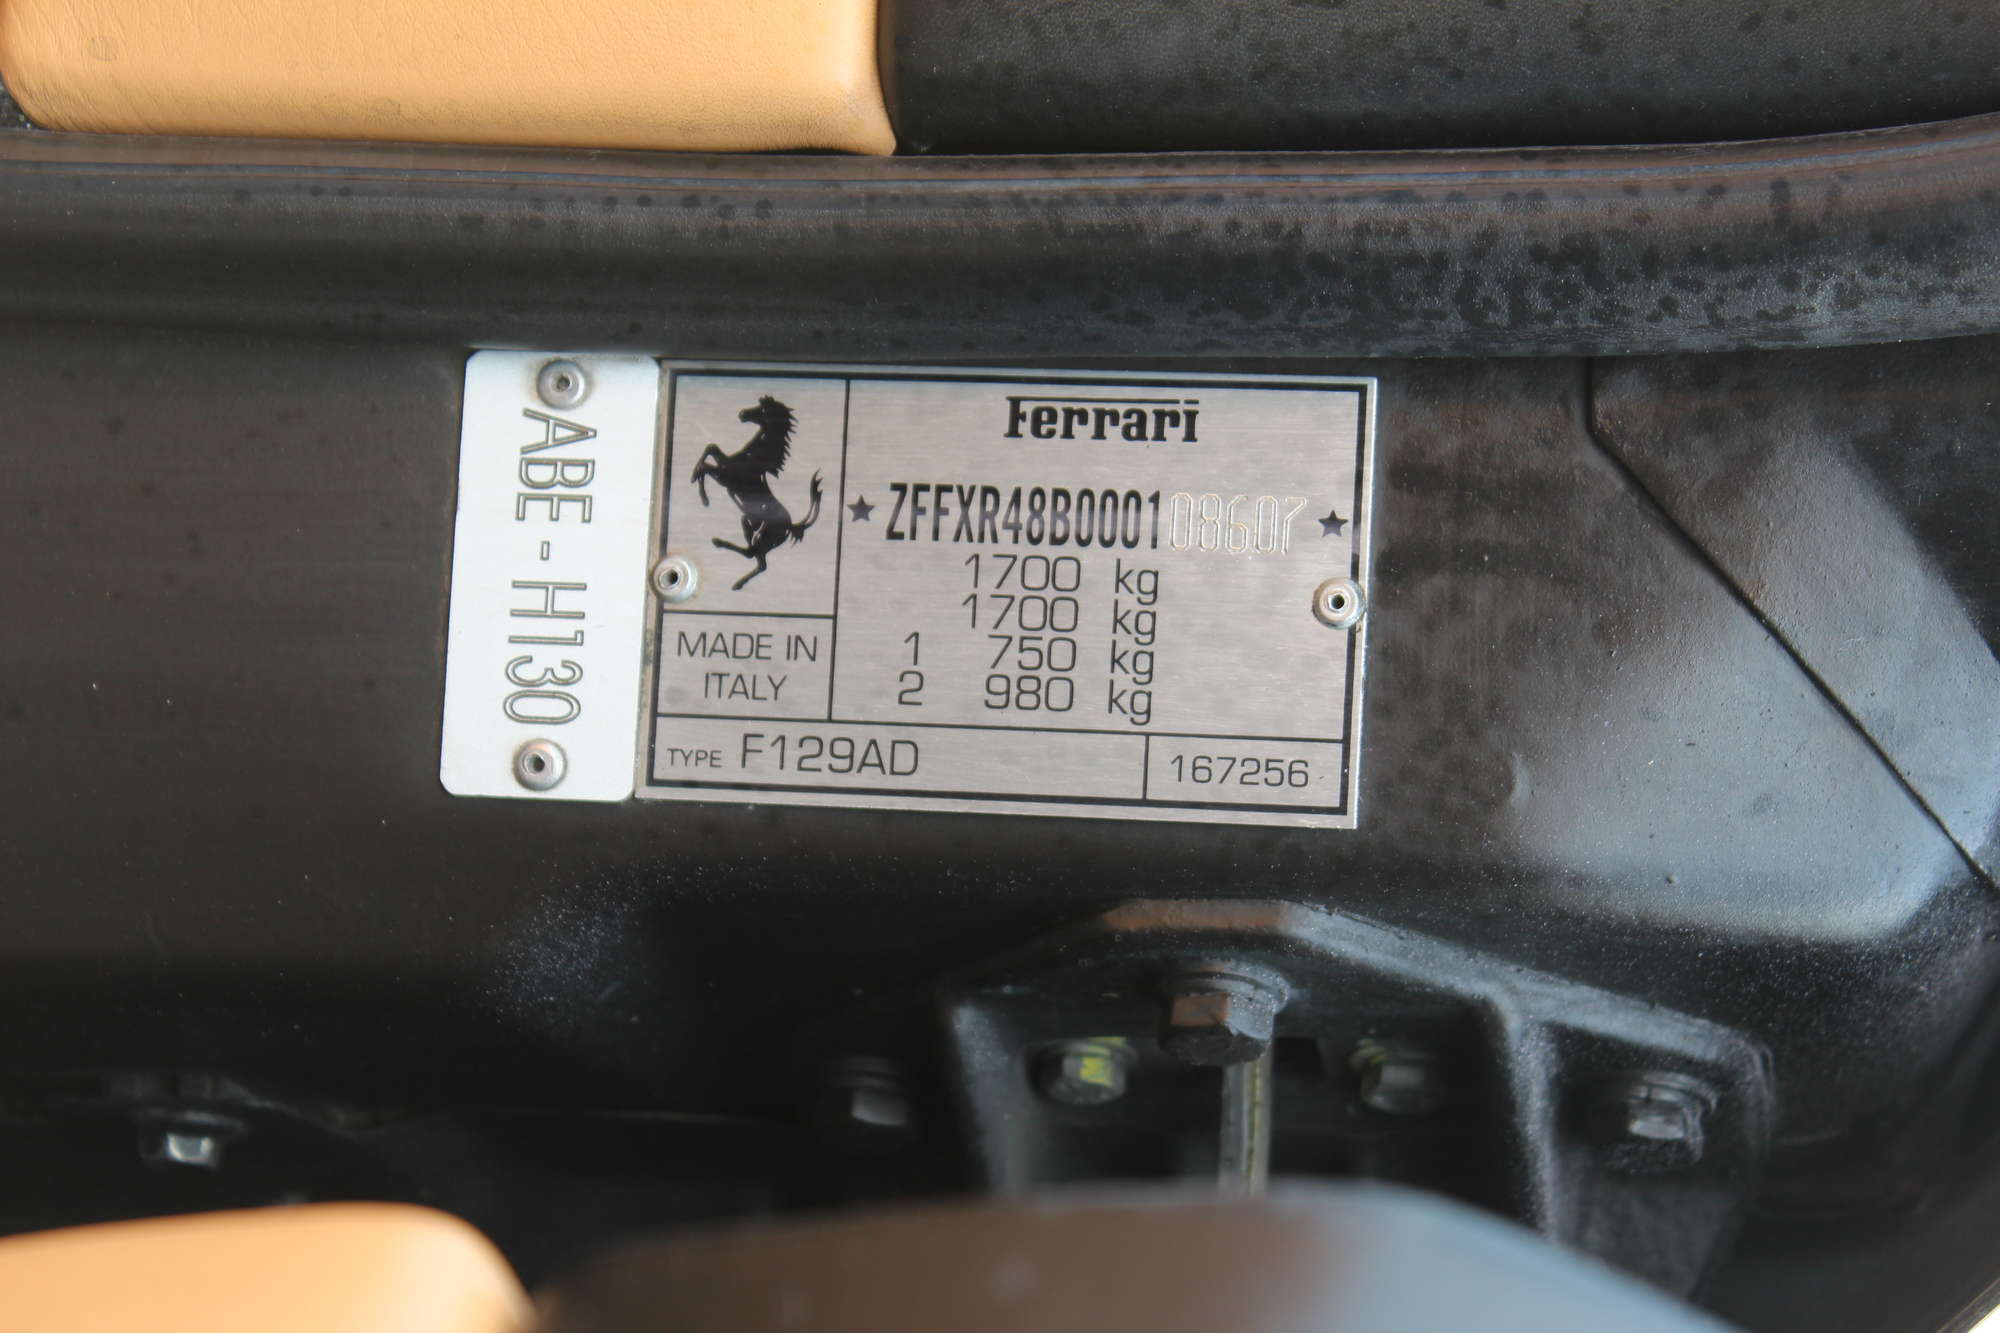 ABE-H130
Ferrari
★ZFFXR48B000108607★
1700 kg
1700 kg
1 750 kg
2 980 kg
MADE IN
ITALY
TYPE F129AD
167256